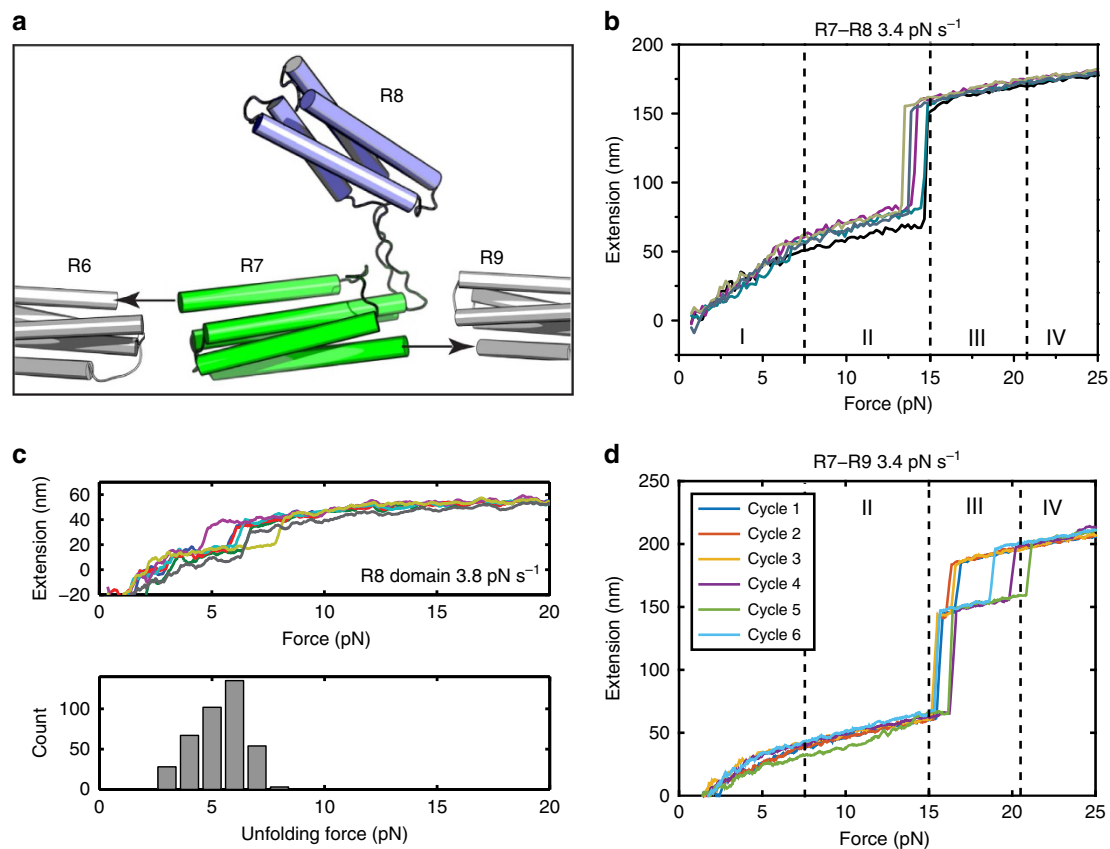 a
R8
R6
R7
R9
b
R7–R8 3.4 pN s⁻¹
Extension (nm)
200
150
100
50
0
I
II
III
IV
0
5
10
15
20
25
Force (pN)
c
Extension (nm)
60
40
20
0
−20
R8 domain 3.8 pN s⁻¹
0
5
10
15
20
Force (pN)
Count
100
50
0
0
5
10
15
20
Unfolding force (pN)
d
R7–R9 3.4 pN s⁻¹
Extension (nm)
250
200
150
100
50
0
Cycle 1
Cycle 2
Cycle 3
Cycle 4
Cycle 5
Cycle 6
II
III
IV
0
5
10
15
20
25
Force (pN)